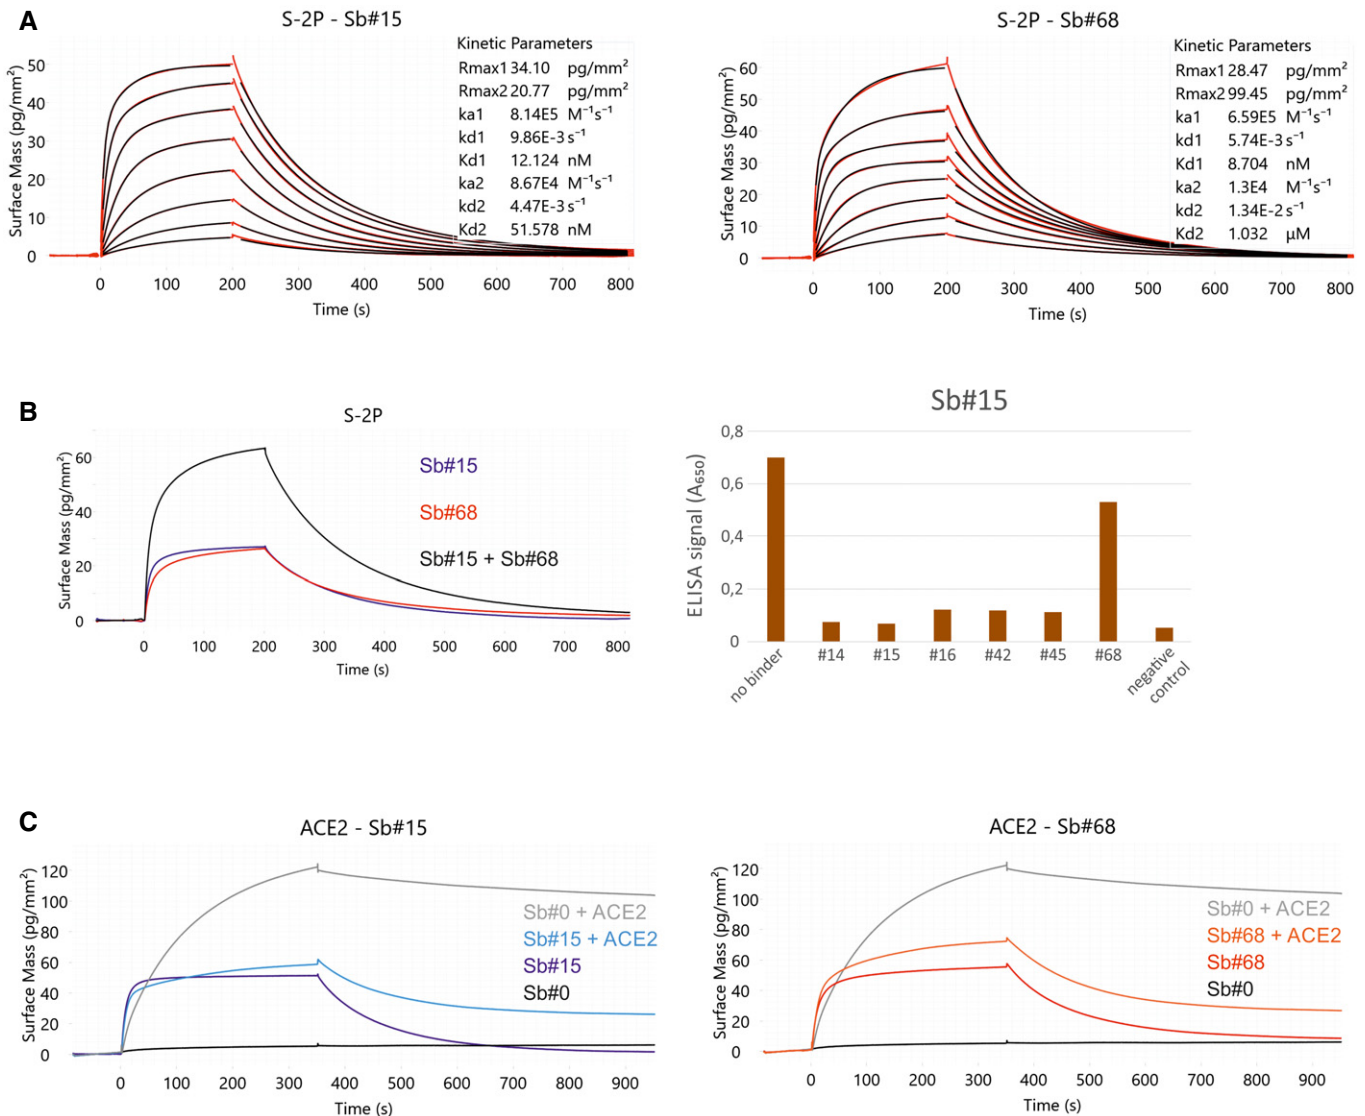 A
S-2P - Sb#15
Surface Mass (pg/mm²)
50
40
30
20
10
0
Kinetic Parameters
Rmax1 34.10 pg/mm²
Rmax2 20.77 pg/mm²
ka1 8.14E5 M⁻¹s⁻¹
kd1 9.86E-3 s⁻¹
Kd1 12.124 nM
ka2 8.67E4 M⁻¹s⁻¹
kd2 4.47E-3 s⁻¹
Kd2 51.578 nM
0 100 200 300 400 500 600 700 800
Time (s)
S-2P - Sb#68
Surface Mass (pg/mm²)
60
50
40
30
20
10
0
Kinetic Parameters
Rmax1 28.47 pg/mm²
Rmax2 99.45 pg/mm²
ka1 6.59E5 M⁻¹s⁻¹
kd1 5.74E-3 s⁻¹
Kd1 8.704 nM
ka2 1.3E4 M⁻¹s⁻¹
kd2 1.34E-2 s⁻¹
Kd2 1.032 µM
0 100 200 300 400 500 600 700 800
Time (s)
B
S-2P
Surface Mass (pg/mm²)
60
40
20
0
Sb#15
Sb#68
Sb#15 + Sb#68
0 100 200 300 400 500 600 700 800
Time (s)
Sb#15
ELISA signal (A₆₅₀)
0,8
0,6
0,4
0,2
0
no binder #14 #15 #16 #42 #45 #68 negative control
C
ACE2 - Sb#15
Surface Mass (pg/mm²)
120
100
80
60
40
20
0
Sb#0 + ACE2
Sb#15 + ACE2
Sb#15
Sb#0
0 100 200 300 400 500 600 700 800 900
Time (s)
ACE2 - Sb#68
Surface Mass (pg/mm²)
120
100
80
60
40
20
0
Sb#0 + ACE2
Sb#68 + ACE2
Sb#68
Sb#0
0 100 200 300 400 500 600 700 800 900
Time (s)